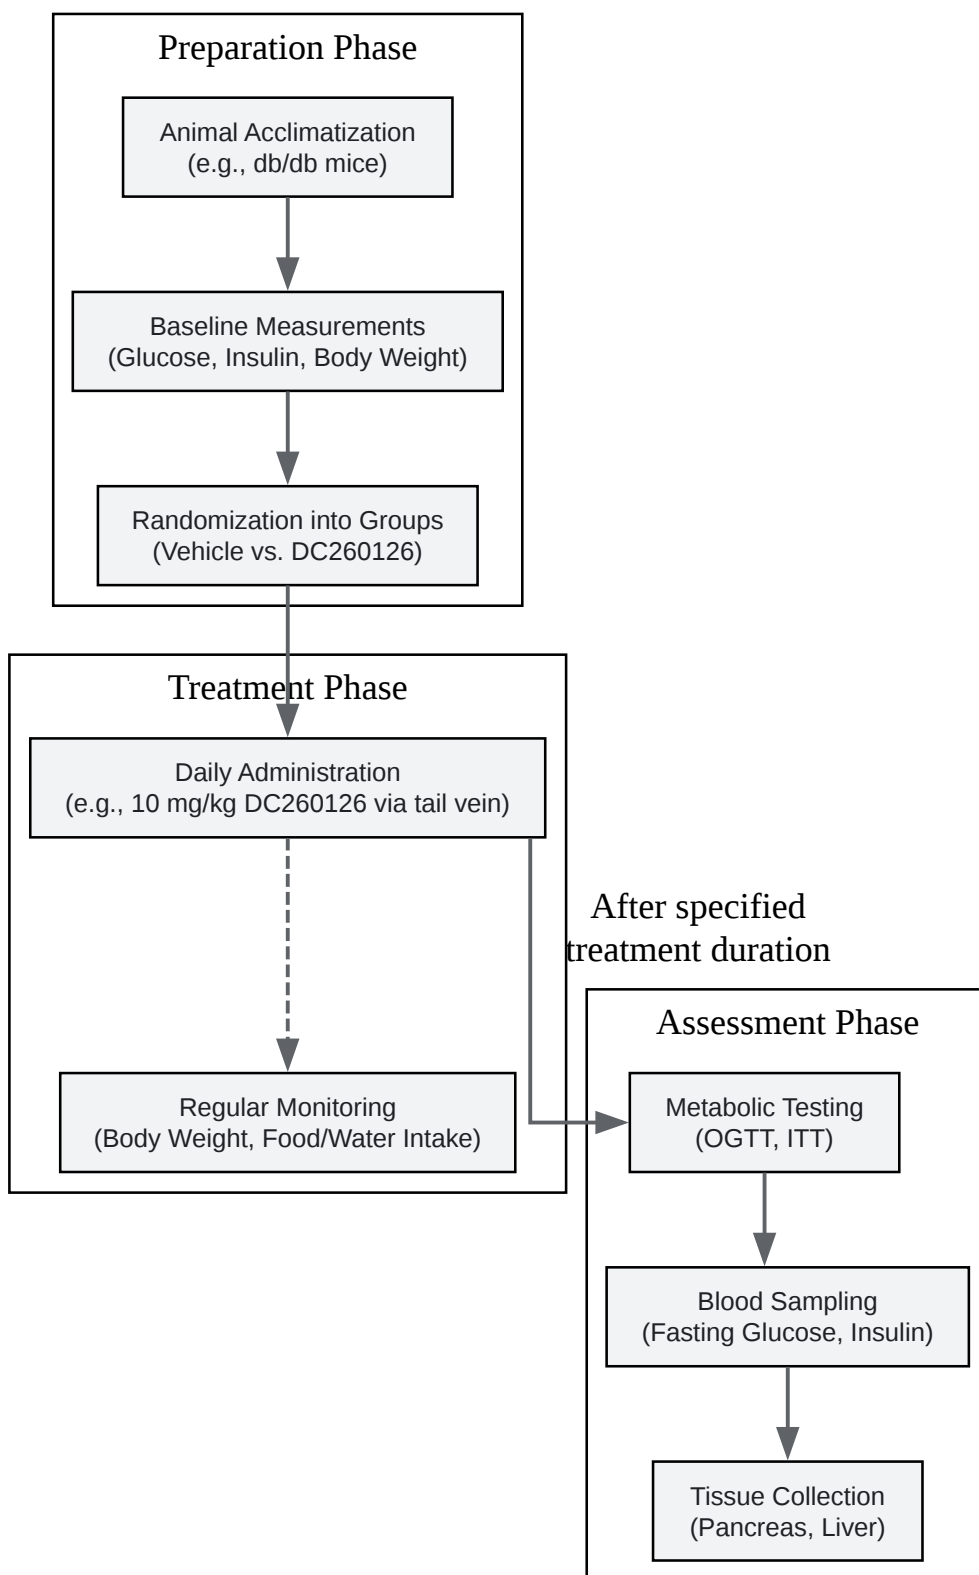 Preparation Phase
Animal Acclimatization
(e.g., db/db mice)
Baseline Measurements
(Glucose, Insulin, Body Weight)
Randomization into Groups
(Vehicle vs. DC260126)
Treatment Phase
Daily Administration
(e.g., 10 mg/kg DC260126 via tail vein)
After specified
treatment duration
Regular Monitoring
(Body Weight, Food/Water Intake)
Assessment Phase
Metabolic Testing
(OGTT, ITT)
Blood Sampling
(Fasting Glucose, Insulin)
Tissue Collection
(Pancreas, Liver)